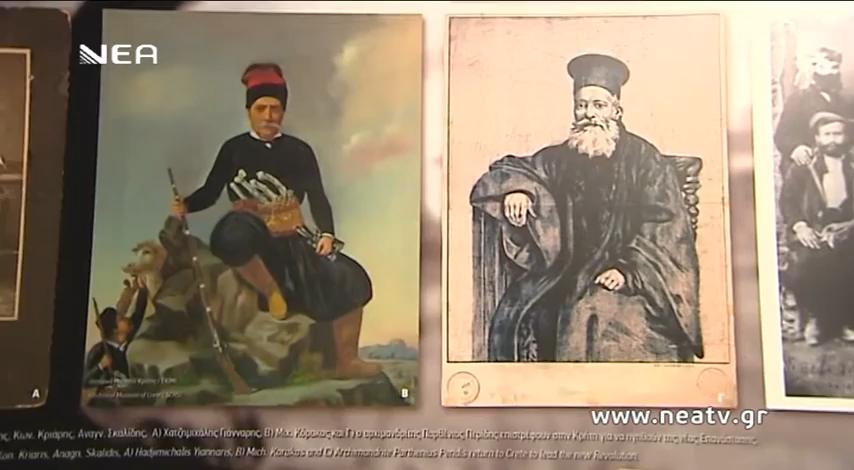 NEA
A
B
Γ
www.neatv.gr
Κων. Κριάρης, Αναγν. Σκαλίδης. Α) Χατζημιχάλης Γιάνναρης, Β) Μιχ. Κόρακας και Γ) ο αρχιμανδρίτης Παρθένιος Περίδης επιστρέφουν στην Κρήτη για να ηγηθούν της νέας Επανάστασης.
Kriaris, Anagn. Skalidis, A) Hadjimichalis Yiannaris, B) Mich. Korakas and C) Archimandrite Parthenius Peridis return to Crete to lead the new Revolution.